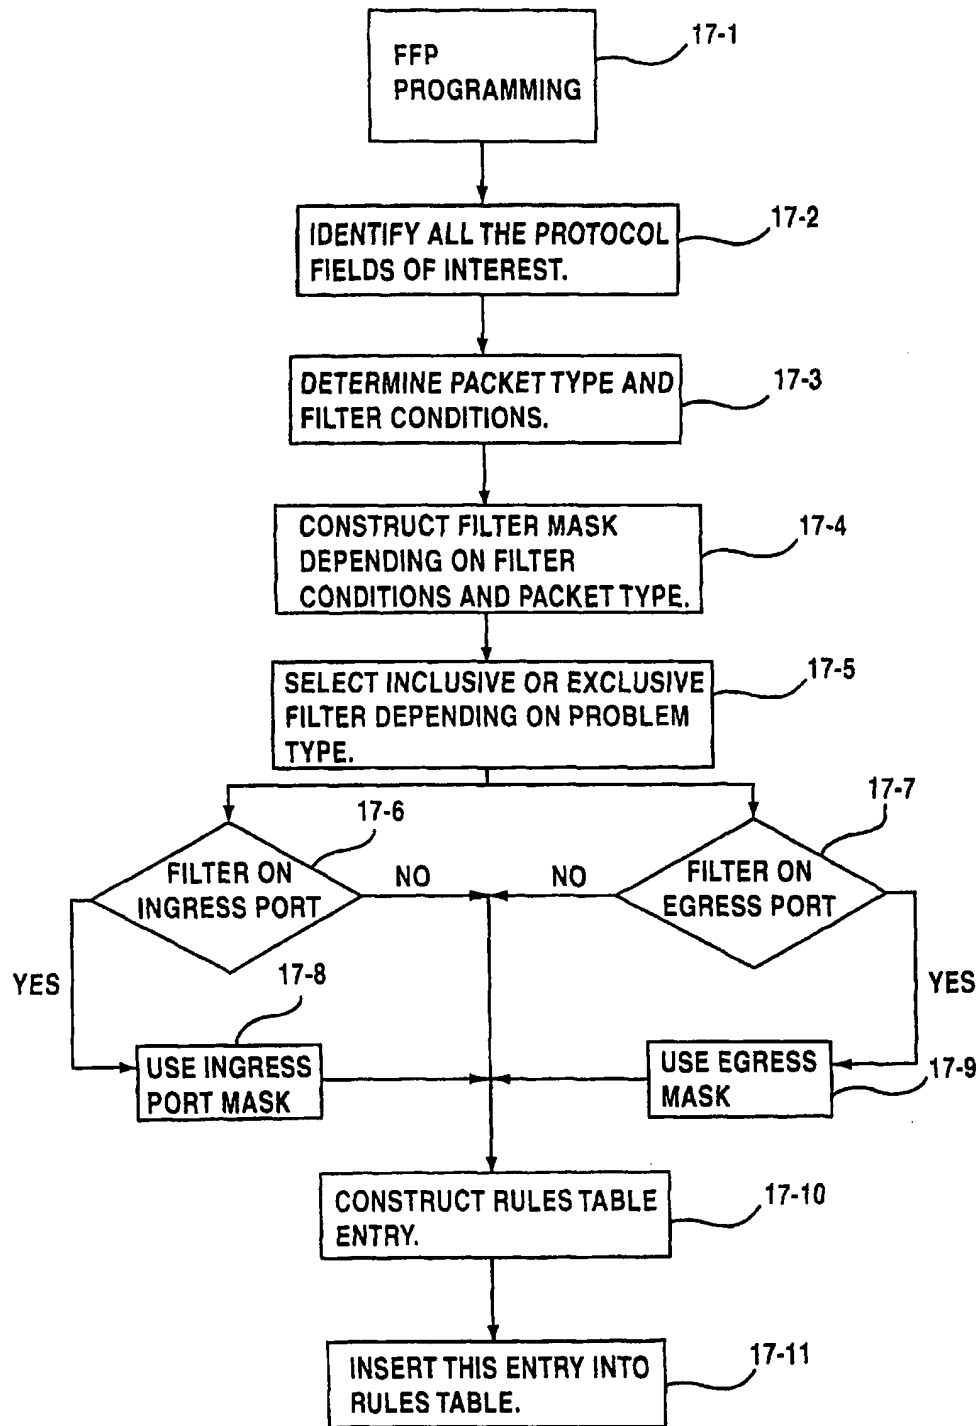 FFP
PROGRAMMING
17-1
IDENTIFY ALL THE PROTOCOL
FIELDS OF INTEREST.
17-2
DETERMINE PACKET TYPE AND
FILTER CONDITIONS.
17-3
CONSTRUCT FILTER MASK
DEPENDING ON FILTER
CONDITIONS AND PACKET TYPE.
17-4
SELECT INCLUSIVE OR EXCLUSIVE
FILTER DEPENDING ON PROBLEM
TYPE.
17-5
17-6
FILTER ON
INGRESS PORT
NO
NO
17-7
FILTER ON
EGRESS PORT
YES
YES
17-8
USE INGRESS
PORT MASK
USE EGRESS
MASK
17-9
CONSTRUCT RULES TABLE
ENTRY.
17-10
INSERT THIS ENTRY INTO
RULES TABLE.
17-11